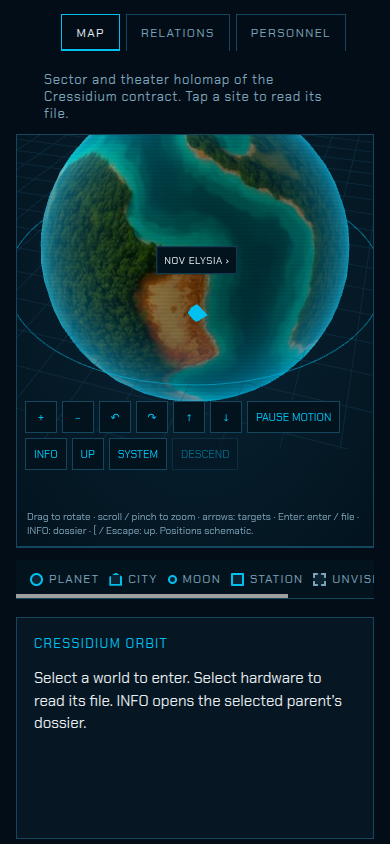 MAP
RELATIONS
PERSONNEL
Sector and theater holomap of the
Cressidium contract. Tap a site to read its
file.
NOV ELYSIA ›
+
−
↶
↷
↑
↓
PAUSE MOTION
INFO
UP
SYSTEM
DESCEND
Drag to rotate · scroll / pinch to zoom · arrows: targets · Enter: enter / file ·
INFO: dossier · [ / Escape: up. Positions schematic.
PLANET
CITY
MOON
STATION
UNVISI
CRESSIDIUM ORBIT
Select a world to enter. Select hardware to
read its file. INFO opens the selected parent's
dossier.